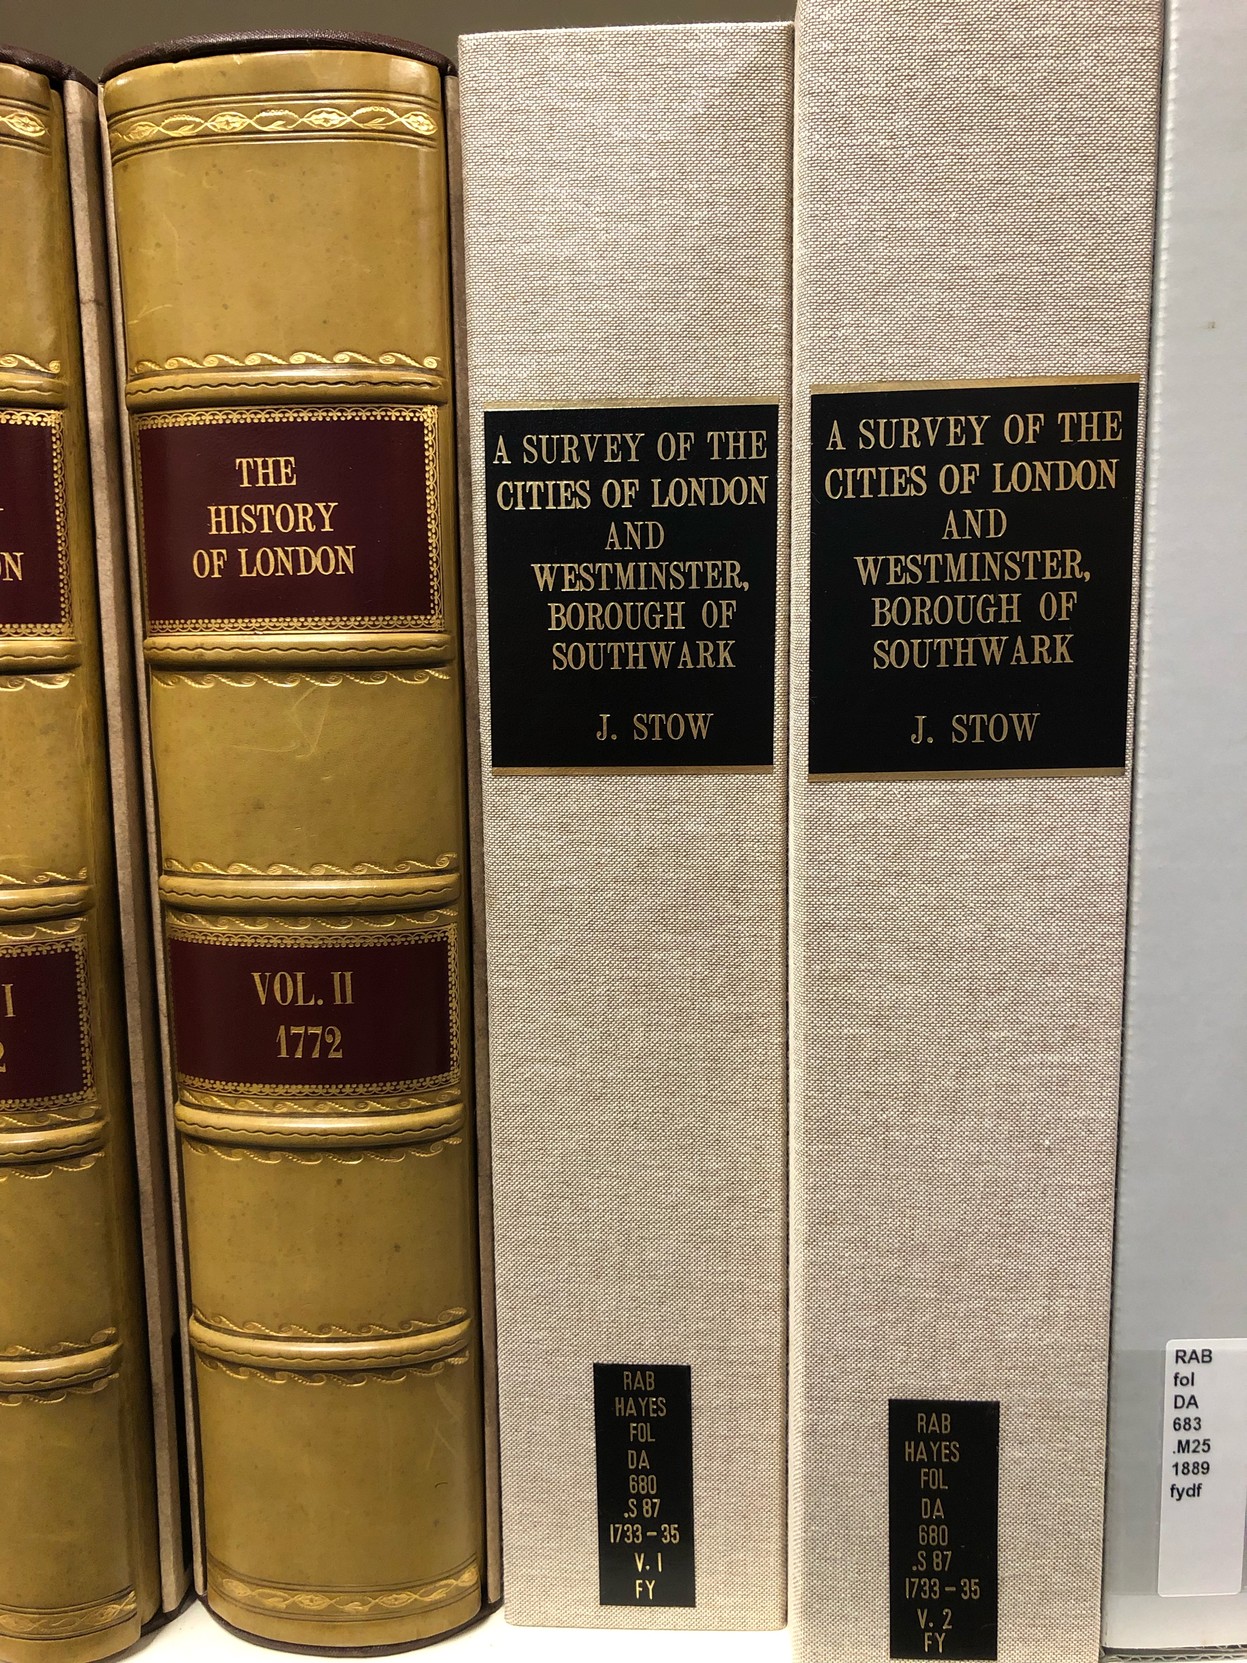 ON
I
2
THE
HISTORY
OF LONDON
VOL. II
1772
A SURVEY OF THE
CITIES OF LONDON
AND
WESTMINSTER,
BOROUGH OF
SOUTHWARK
J. STOW
RAB
HAYES
FOL
DA
680
.S 87
1733-35
V. 1
FY
A SURVEY OF THE
CITIES OF LONDON
AND
WESTMINSTER,
BOROUGH OF
SOUTHWARK
J. STOW
RAB
HAYES
FOL
DA
680
.S 87
1733-35
V. 2
FY
RAB
fol
DA
683
.M25
1889
fydf